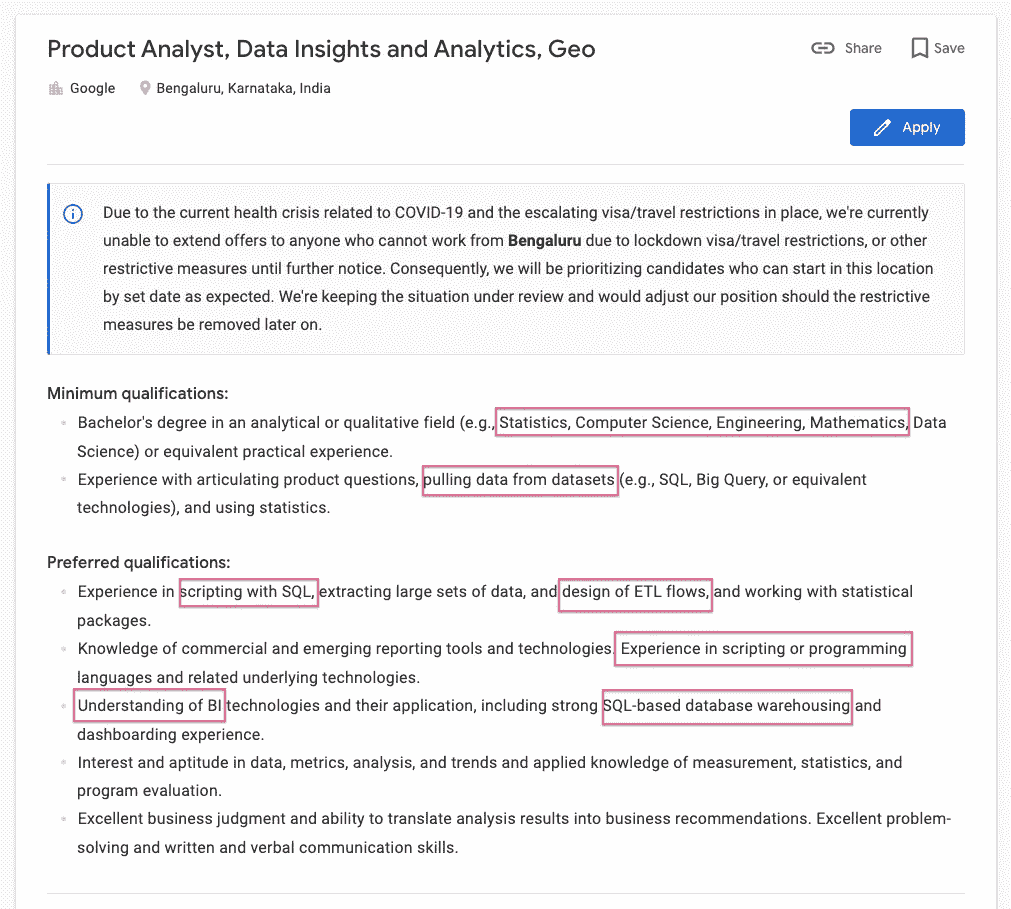 Product Analyst, Data Insights and Analytics, Geo
Share
Save
Google
Bengaluru, Karnataka, India
Apply
Due to the current health crisis related to COVID-19 and the escalating visa/travel restrictions in place, we're currently
unable to extend offers to anyone who cannot work from Bengaluru due to lockdown visa/travel restrictions, or other
restrictive measures until further notice. Consequently, we will be prioritizing candidates who can start in this location
by set date as expected. We're keeping the situation under review and would adjust our position should the restrictive
measures be removed later on.
Minimum qualifications:
Bachelor's degree in an analytical or qualitative field (e.g., Statistics, Computer Science, Engineering, Mathematics, Data
Science) or equivalent practical experience.
Experience with articulating product questions, pulling data from datasets (e.g., SQL, Big Query, or equivalent
technologies), and using statistics.
Preferred qualifications:
Experience in scripting with SQL, extracting large sets of data, and design of ETL flows, and working with statistical
packages.
Knowledge of commercial and emerging reporting tools and technologies. Experience in scripting or programming
languages and related underlying technologies.
Understanding of BI technologies and their application, including strong SQL-based database warehousing and
dashboarding experience.
Interest and aptitude in data, metrics, analysis, and trends and applied knowledge of measurement, statistics, and
program evaluation.
Excellent business judgment and ability to translate analysis results into business recommendations. Excellent problem-
solving and written and verbal communication skills.